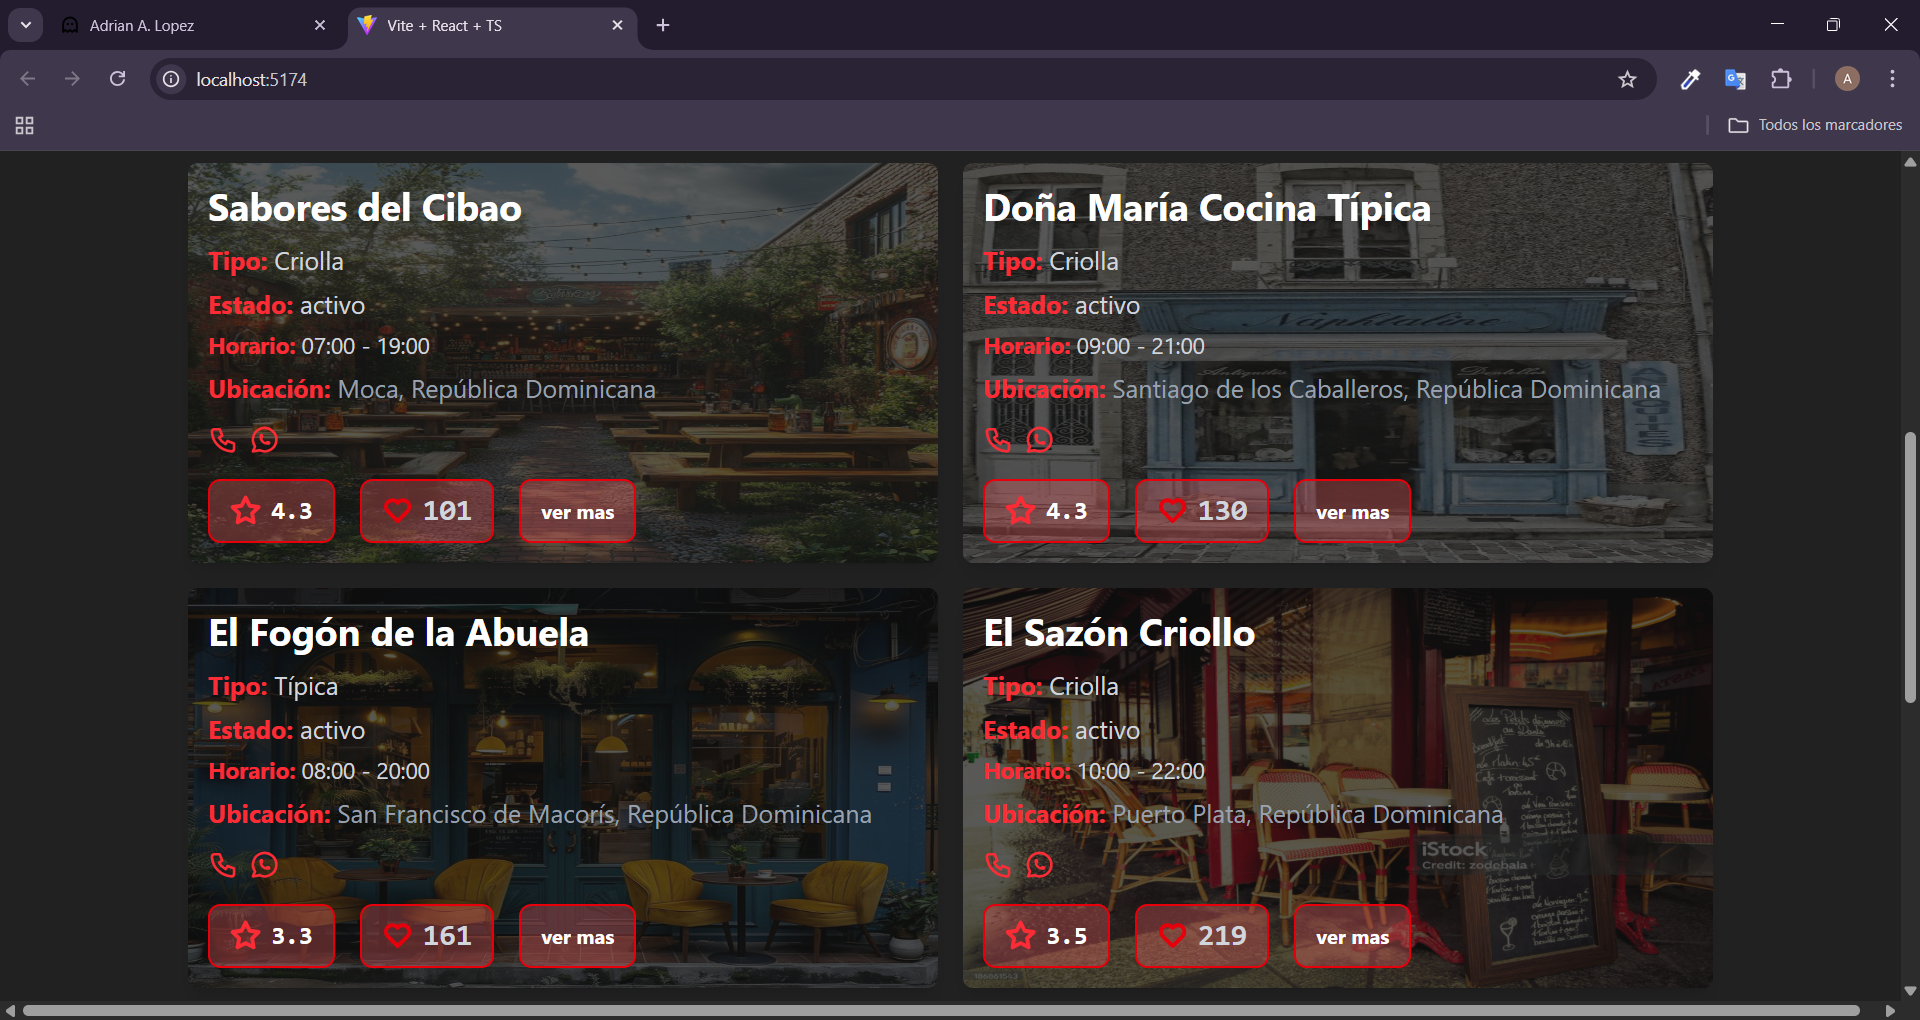 Adrian A. Lopez
Vite + React + TS
localhost:5174
A
Todos los marcadores
Sabores del Cibao
Tipo: Criolla
Estado: activo
Horario: 07:00 - 19:00
Ubicación: Moca, República Dominicana
4.3
101
ver mas
Doña María Cocina Típica
Tipo: Criolla
Estado: activo
Horario: 09:00 - 21:00
Ubicación: Santiago de los Caballeros, República Dominicana
4.3
130
ver mas
El Fogón de la Abuela
Tipo: Típica
Estado: activo
Horario: 08:00 - 20:00
Ubicación: San Francisco de Macorís, República Dominicana
3.3
161
ver mas
El Sazón Criollo
Tipo: Criolla
Estado: activo
Horario: 10:00 - 22:00
Ubicación: Puerto Plata, República Dominicana
iStock
Credit: zodebala
3.5
219
ver mas